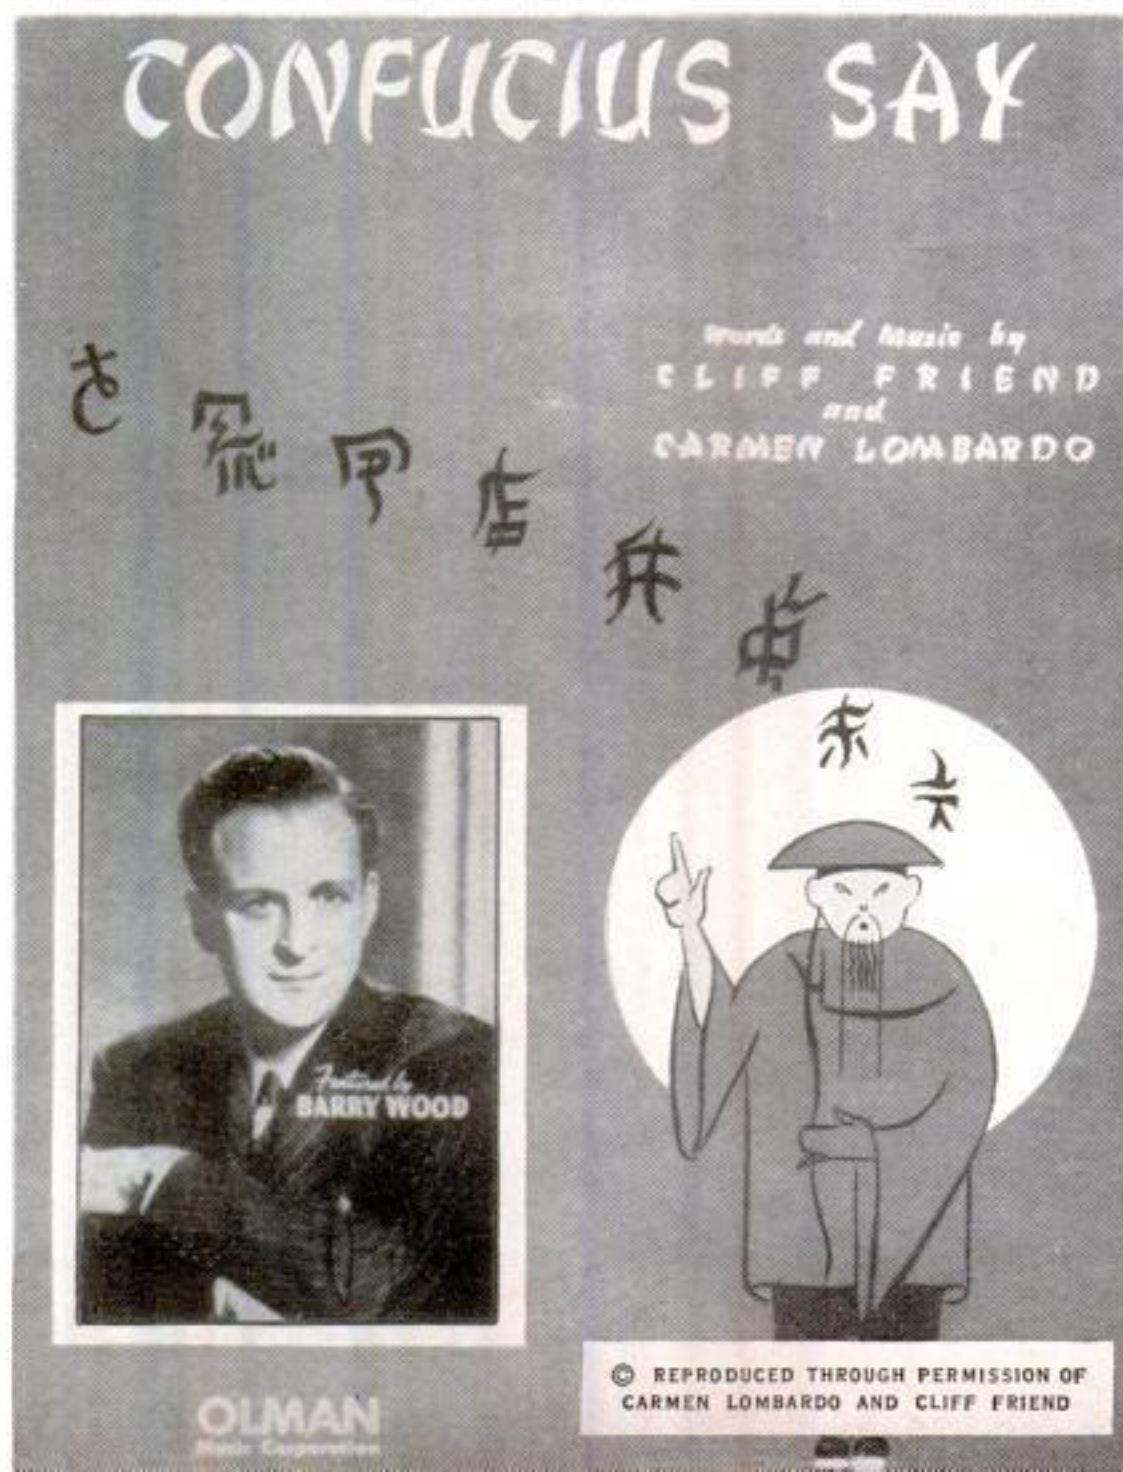 CONFUCIUS SAY
Words and Music by
CLIFF FRIEND
and
CARMEN LOMBARDO
Featured by
BARRY WOOD
© REPRODUCED THROUGH PERMISSION OF
CARMEN LOMBARDO AND CLIFF FRIEND
OLMAN
Music Corporation